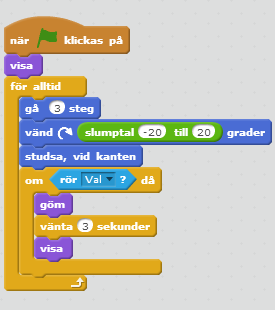 när klickas på
visa
för alltid
gå 3 steg
vänd slumptal -20 till 20 grader
studsa, vid kanten
om rör Val ? då
göm
vänta 3 sekunder
visa